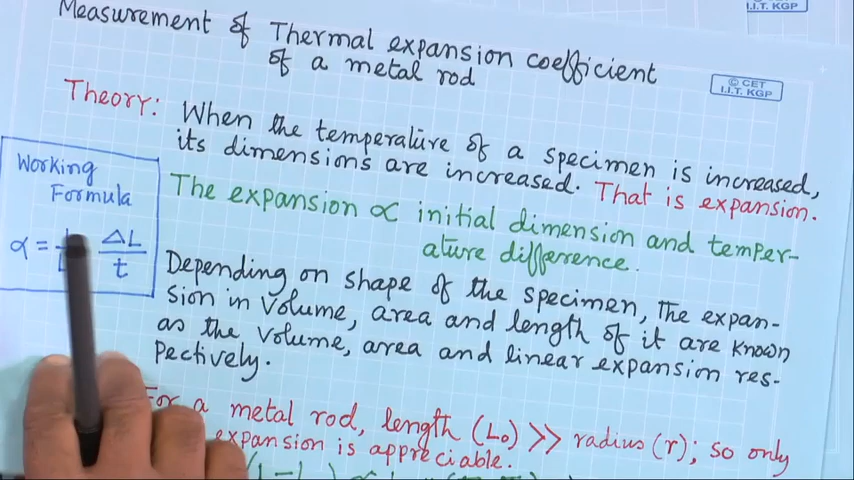 I.I.T. KGP
Measurement of Thermal expansion coefficient
of a metal rod
© CET
I.I.T. KGP
Theory: When the temperature of a specimen is increased,
its dimensions are increased. That is expansion.
The expansion ∝ initial dimension and temper-
ature difference.
Working
Formula
α = ΔL
t
Depending on shape of the specimen, the expan-
sion in volume, area and length of it are known
as the volume, area and linear expansion res-
pectively.
For a metal rod, length (L₀) >> radius (r); so only
expansion is appreciable.